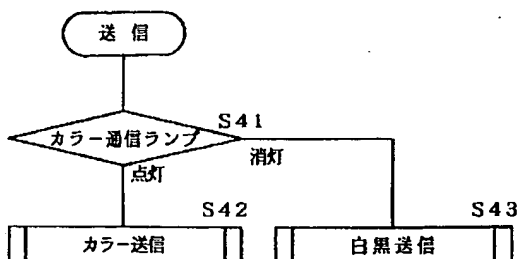 送信
S41
カラー通信ランプ
消灯
点灯
S42
S43
カラー送信
白黒送信